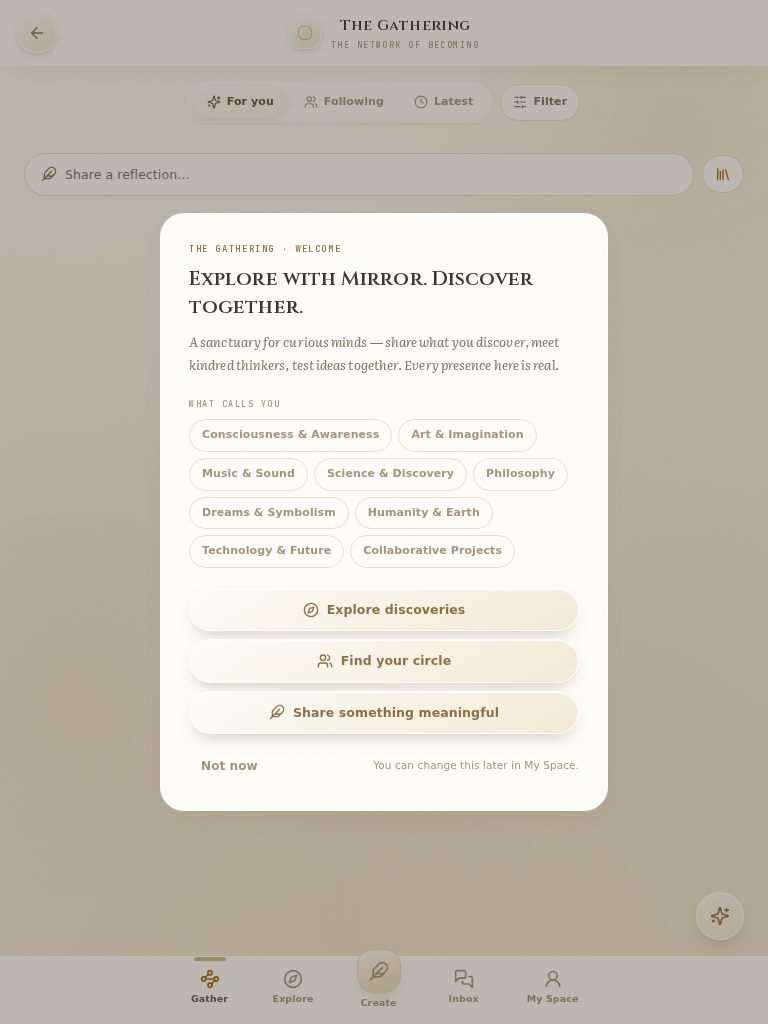 The Gathering
THE NETWORK OF BECOMING
For you
Following
Latest
Filter
Share a reflection...
THE GATHERING · WELCOME
Explore with Mirror. Discover
together.
A sanctuary for curious minds — share what you discover, meet
kindred thinkers, test ideas together. Every presence here is real.
WHAT CALLS YOU
Consciousness & Awareness
Art & Imagination
Music & Sound
Science & Discovery
Philosophy
Dreams & Symbolism
Humanity & Earth
Technology & Future
Collaborative Projects
Explore discoveries
Find your circle
Share something meaningful
Not now
You can change this later in My Space.
Gather
Explore
Create
Inbox
My Space